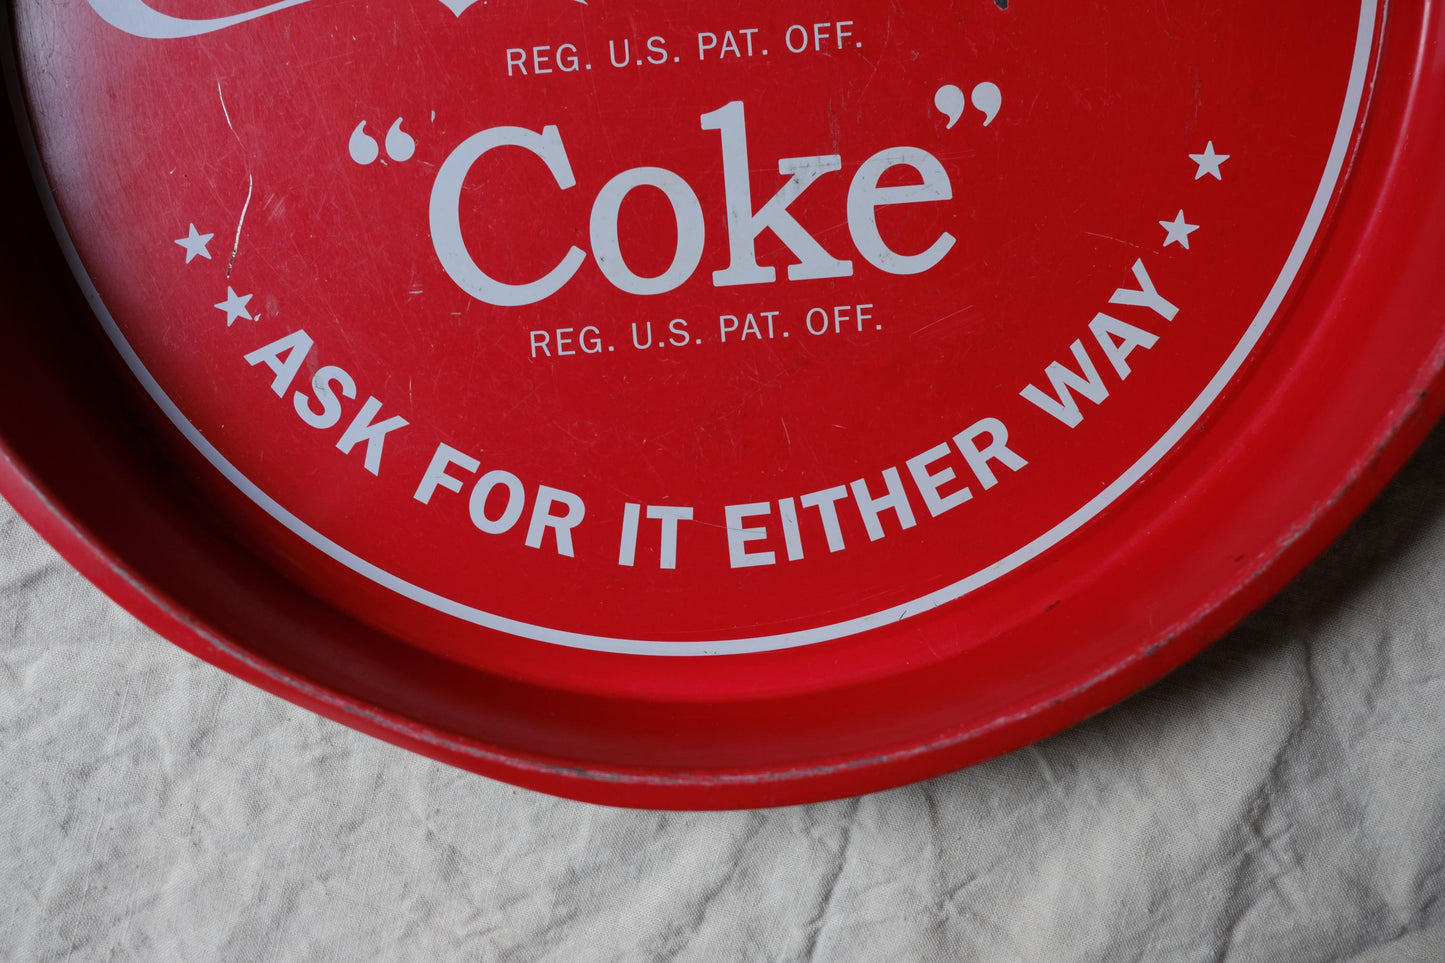 REG. U.S. PAT. OFF.
“Coke”
REG. U.S. PAT. OFF.
ASK FOR IT EITHER WAY